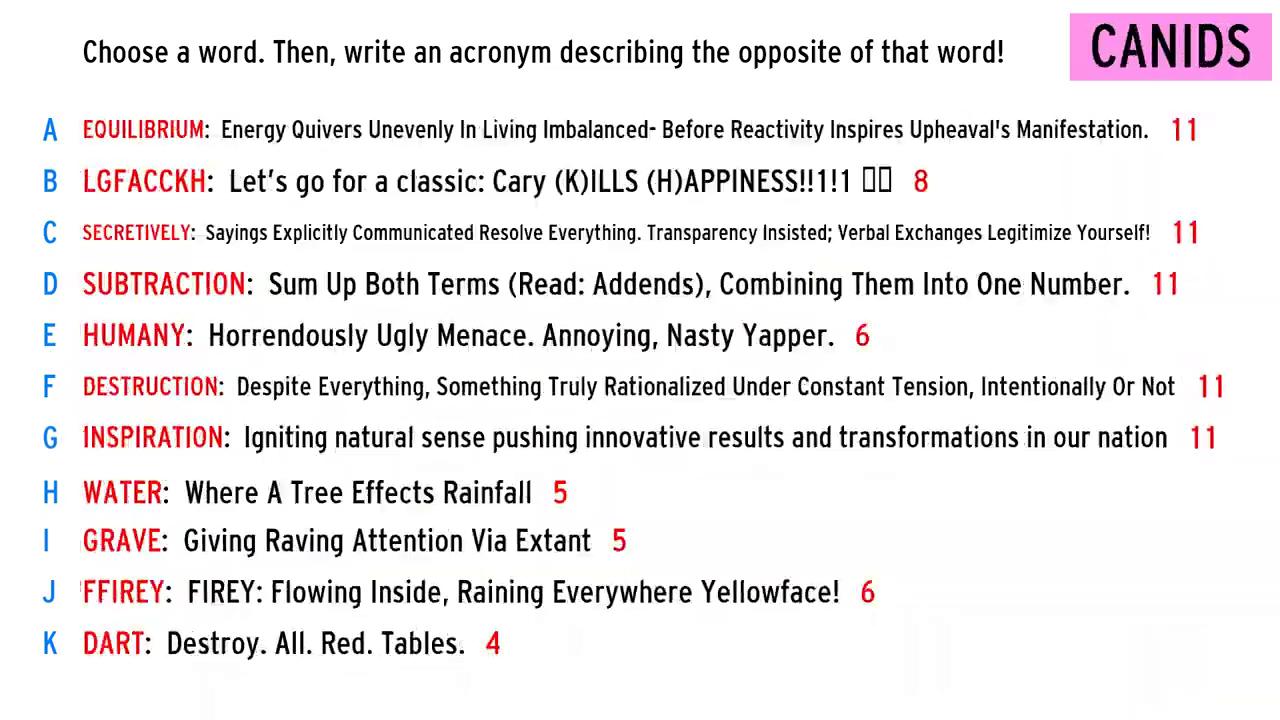 Choose a word. Then, write an acronym describing the opposite of that word!
CANIDS
A EQUILIBRIUM: Energy Quivers Unevenly In Living Imbalanced- Before Reactivity Inspires Upheaval's Manifestation. 11
B LGFACCKH: Let’s go for a classic: Cary (K)ILLS (H)APPINESS!!1!1 8
C SECRETIVELY: Sayings Explicitly Communicated Resolve Everything. Transparency Insisted; Verbal Exchanges Legitimize Yourself! 11
D SUBTRACTION: Sum Up Both Terms (Read: Addends), Combining Them Into One Number. 11
E HUMANY: Horrendously Ugly Menace. Annoying, Nasty Yapper. 6
F DESTRUCTION: Despite Everything, Something Truly Rationalized Under Constant Tension, Intentionally Or Not 11
G INSPIRATION: Igniting natural sense pushing innovative results and transformations in our nation 11
H WATER: Where A Tree Effects Rainfall 5
I GRAVE: Giving Raving Attention Via Extant 5
J FFIREY: FIREY: Flowing Inside, Raining Everywhere Yellowface! 6
K DART: Destroy. All. Red. Tables. 4